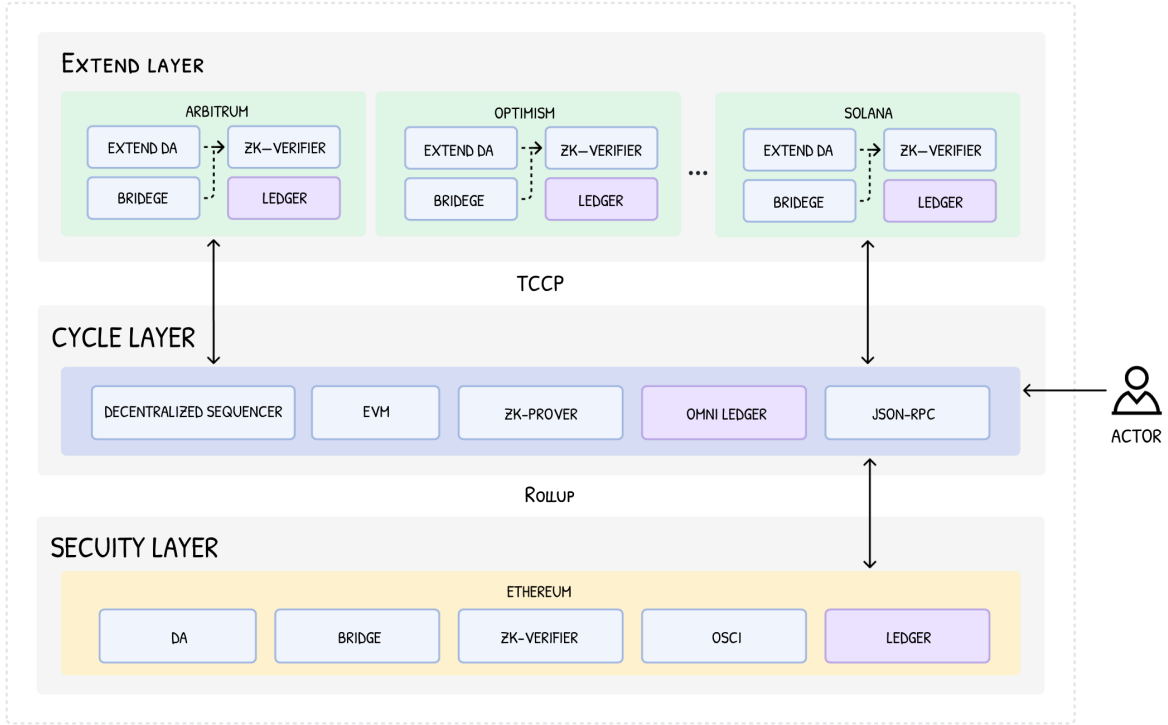 EXTEND LAYER
ARBITRUM
EXTEND DA
ZK-VERIFIER
BRIDEGE
LEDGER
OPTIMISM
EXTEND DA
ZK-VERIFIER
BRIDEGE
LEDGER
...
SOLANA
EXTEND DA
ZK-VERIFIER
BRIDEGE
LEDGER
TCCP
CYCLE LAYER
DECENTRALIZED SEQUENCER
EVM
ZK-PROVER
OMNI LEDGER
JSON-RPC
ACTOR
ROLLUP
SECUITY LAYER
ETHEREUM
DA
BRIDGE
ZK-VERIFIER
OSCI
LEDGER